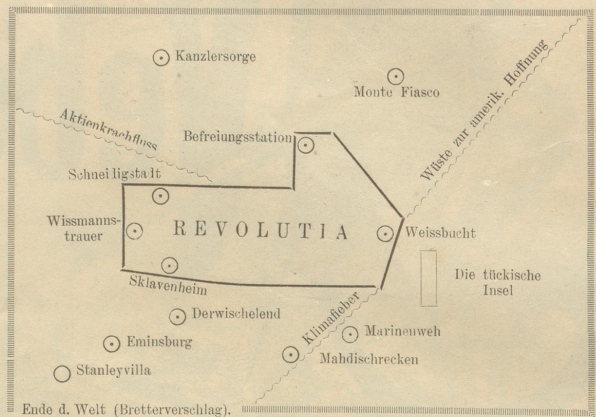 Kanzlersorge
Monte Fiasco
Wüste zur amerik. Hoffnung
Aktienkrachfluss
Befreiungsstation
Schneiligstadt
Wissmanns-
trauer
REVOLUTIA
Weissbucht
Die tückische
Insel
Sklavenheim
Klimafieber
Derwischelend
Marinenweh
Eminsburg
Mahdischrecken
Stanleyvilla
Ende d. Welt (Bretterverschlag).